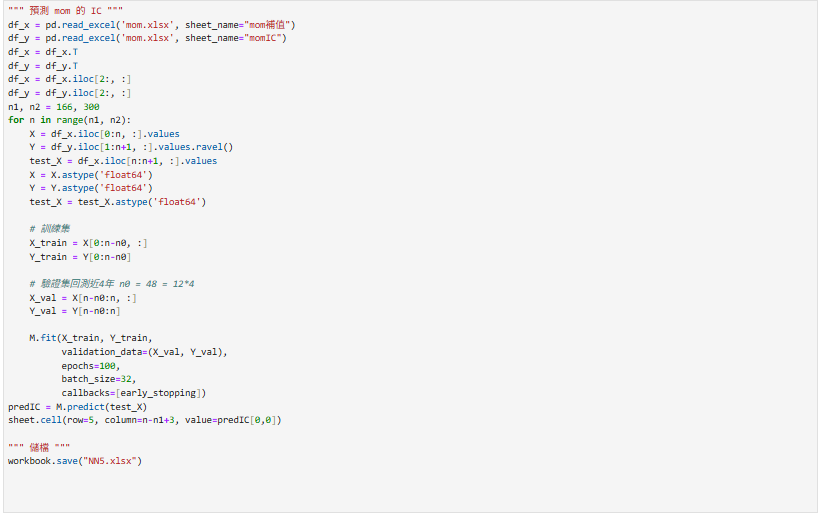 """ 預測 mom 的 IC """
df_x = pd.read_excel('mom.xlsx', sheet_name="mom補值")
df_y = pd.read_excel('mom.xlsx', sheet_name="momIC")
df_x = df_x.T
df_y = df_y.T
df_x = df_x.iloc[2:, :]
df_y = df_y.iloc[2:, :]
n1, n2 = 166, 300
for n in range(n1, n2):
    X = df_x.iloc[0:n, :].values
    Y = df_y.iloc[1:n+1, :].values.ravel()
    test_X = df_x.iloc[n:n+1, :].values
    X = X.astype('float64')
    Y = Y.astype('float64')
    test_X = test_X.astype('float64')
    # 訓練集
    X_train = X[0:n-n0, :]
    Y_train = Y[0:n-n0]
    # 驗證集回測近4年 n0 = 48 = 12*4
    X_val = X[n-n0:n, :]
    Y_val = Y[n-n0:n]
    M.fit(X_train, Y_train,
          validation_data=(X_val, Y_val),
          epochs=100,
          batch_size=32,
          callbacks=[early_stopping])
predIC = M.predict(test_X)
sheet.cell(row=5, column=n-n1+3, value=predIC[0,0])
""" 儲檔 """
workbook.save("NN5.xlsx")